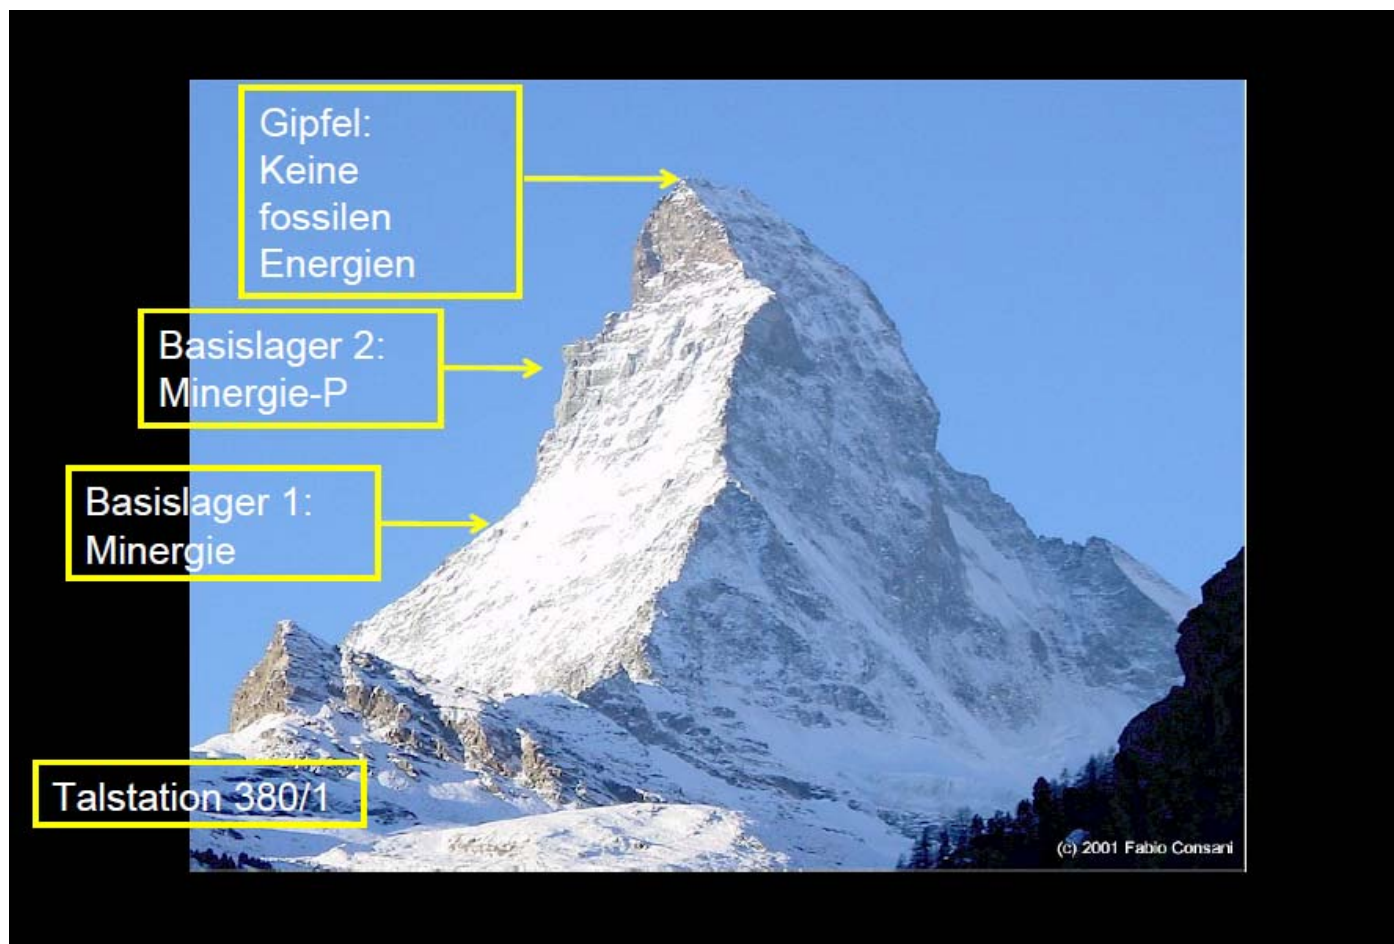 Gipfel:
Keine
fossilen
Energien
Basislager 2:
Minergie-P
Basislager 1:
Minergie
Talstation 380/1
(c) 2001 Fabio Consani